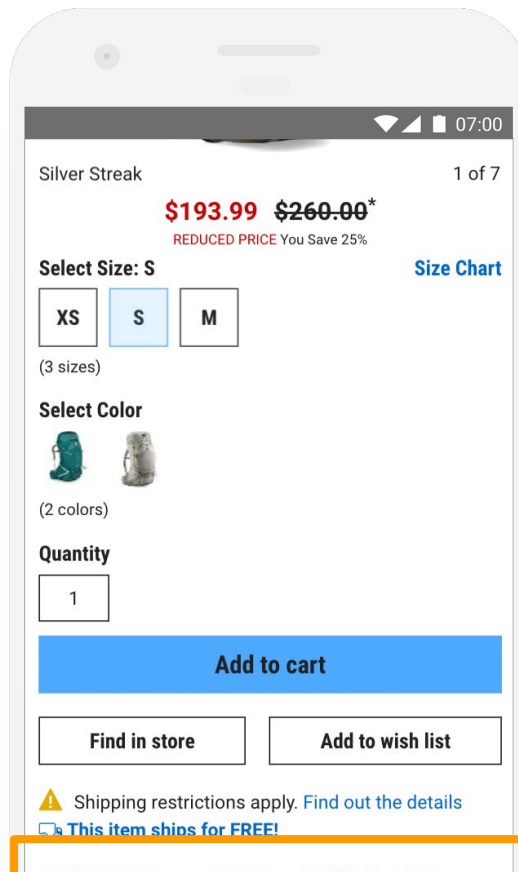 07:00
Silver Streak 1 of 7
$193.99 $260.00*
REDUCED PRICE You Save 25%
Select Size: S Size Chart
XS S M
(3 sizes)
Select Color
(2 colors)
Quantity
1
Add to cart
Find in store Add to wish list
Shipping restrictions apply. Find out the details
This item ships for FREE!